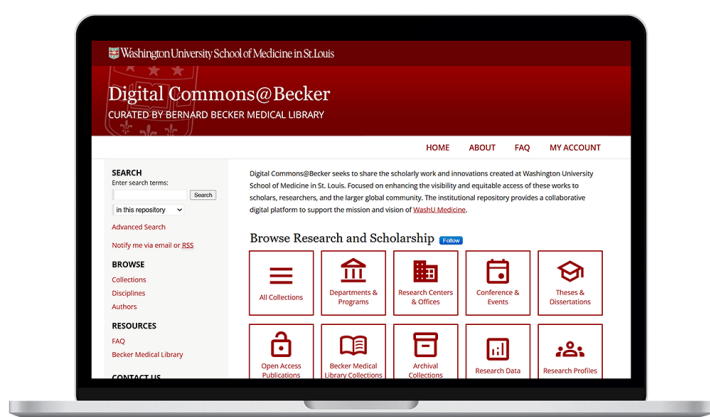 Washington University School of Medicine in St. Louis
Digital Commons@Becker
CURATED BY BERNARD BECKER MEDICAL LIBRARY
HOME ABOUT FAQ MY ACCOUNT
SEARCH
Enter search terms:
Search
in this repository
Advanced Search
Notify me via email or RSS
BROWSE
Collections
Disciplines
Authors
RESOURCES
FAQ
Becker Medical Library
CONTACT US
Digital Commons@Becker seeks to share the scholarly work and innovations created at Washington University
School of Medicine in St. Louis. Focused on enhancing the visibility and equitable access of these works to
scholars, researchers, and the larger global community. The institutional repository provides a collaborative
digital platform to support the mission and vision of WashU Medicine.
Browse Research and Scholarship Follow
All Collections
Departments &
Programs
Research Centers
& Offices
Conference &
Events
Theses &
Dissertations
Open Access
Publications
Becker Medical
Library Collections
Archival
Collections
Research Data
Research Profiles